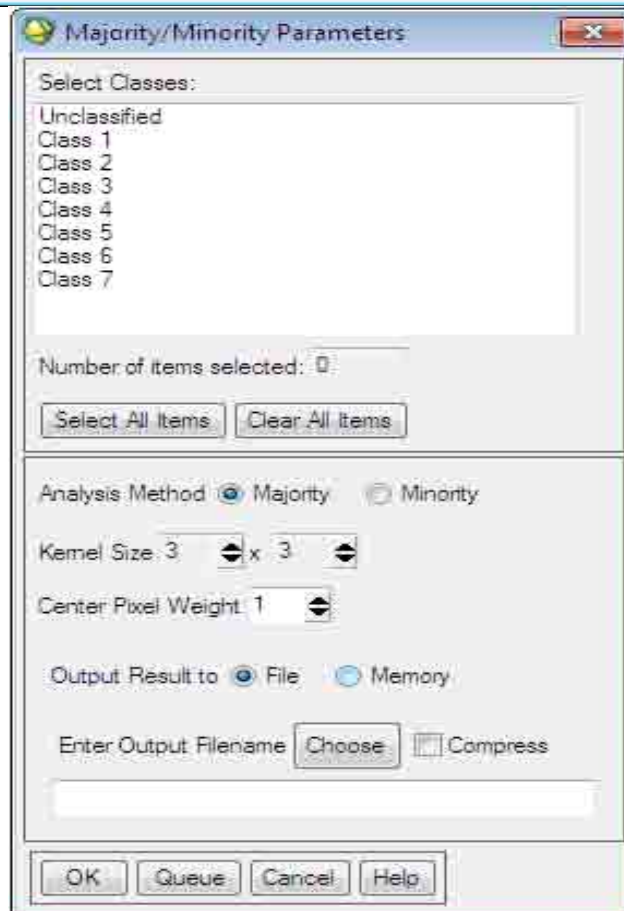 Majority/Minority Parameters
Select Classes:
Unclassified
Class 1
Class 2
Class 3
Class 4
Class 5
Class 6
Class 7
Number of items selected: 0
Select All Items Clear All Items
Analysis Method Majority Minority
Kernel Size 3 x 3
Center Pixel Weight 1
Output Result to File Memory
Enter Output Filename Choose Compress
OK Queue Cancel Help